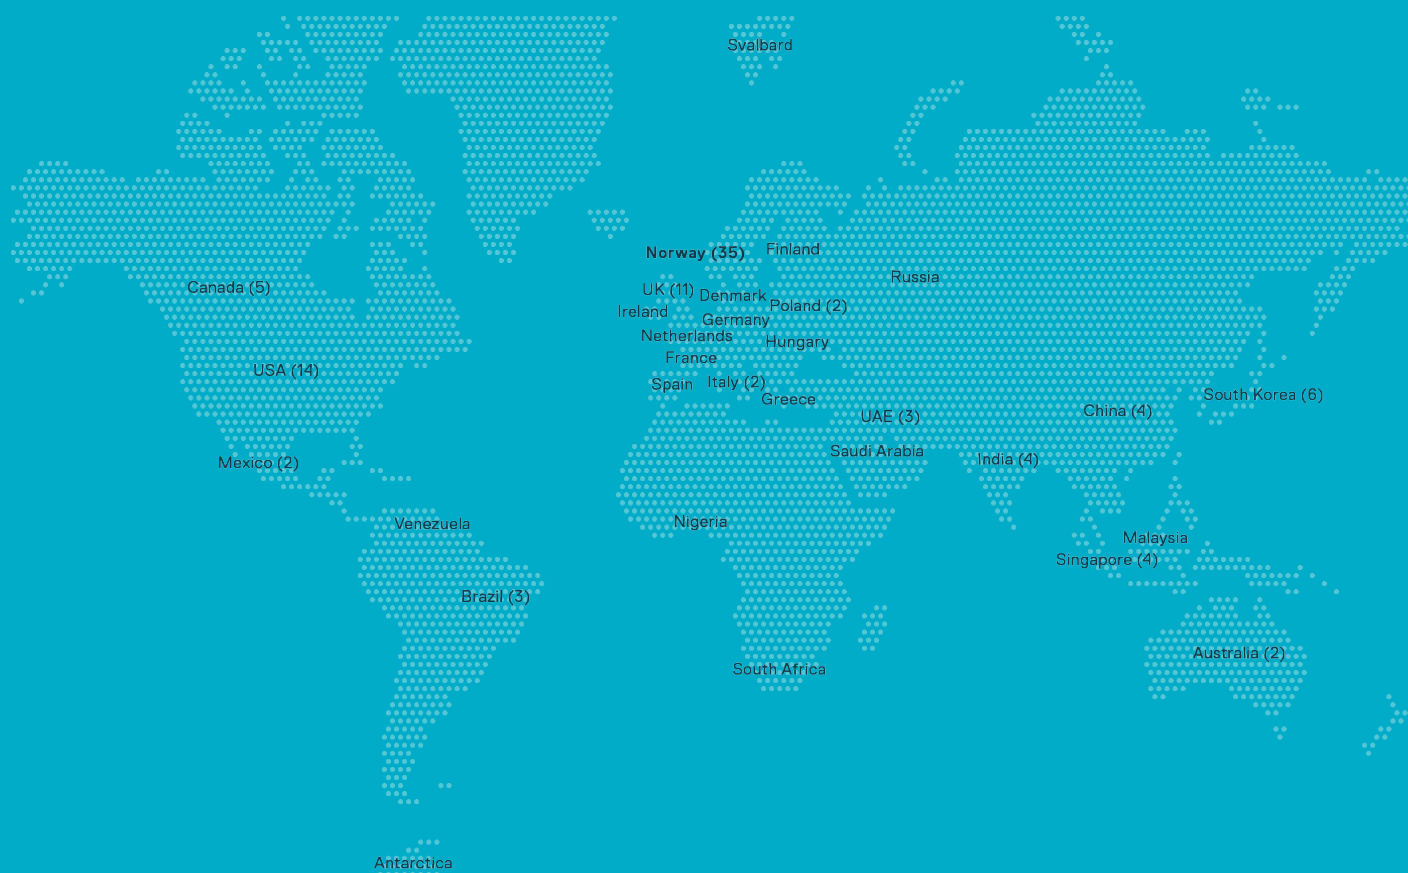 Svalbard
Norway (35)
Finland
Russia
Canada (5)
UK (11)
Denmark
Poland (2)
Ireland
Germany
Netherlands
Hungary
France
USA (14)
Spain
Italy (2)
Greece
South Korea (6)
China (4)
UAE (3)
Saudi Arabia
India (4)
Mexico (2)
Venezuela
Nigeria
Malaysia
Singapore (4)
Brazil (3)
Australia (2)
South Africa
Antarctica